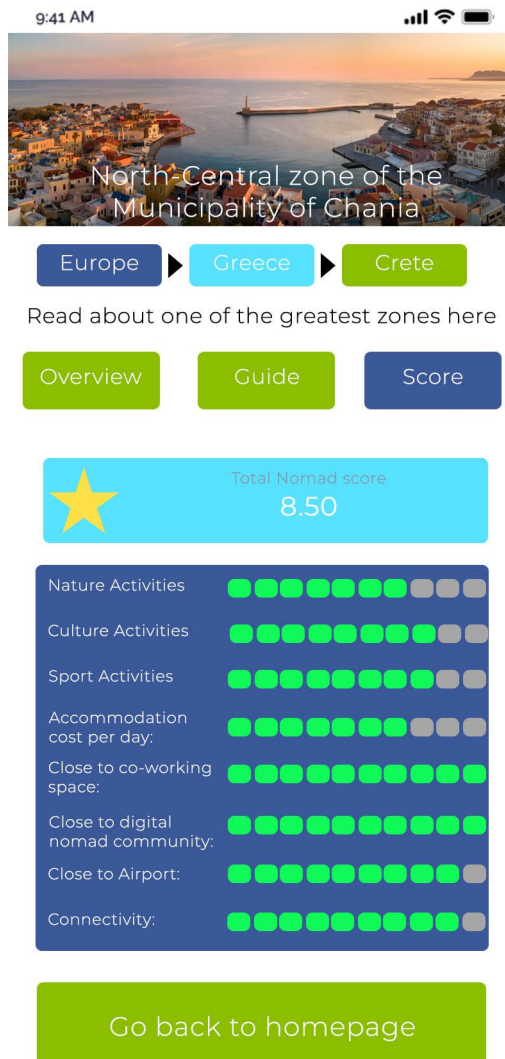 9:41 AM
North-Central zone of the
Municipality of Chania
Europe
Greece
Crete
Read about one of the greatest zones here
Overview
Guide
Score
Total Nomad score
8.50
Nature Activities
Culture Activities
Sport Activities
Accommodation
cost per day:
Close to co-working
space:
Close to digital
nomad community:
Close to Airport:
Connectivity:
Go back to homepage